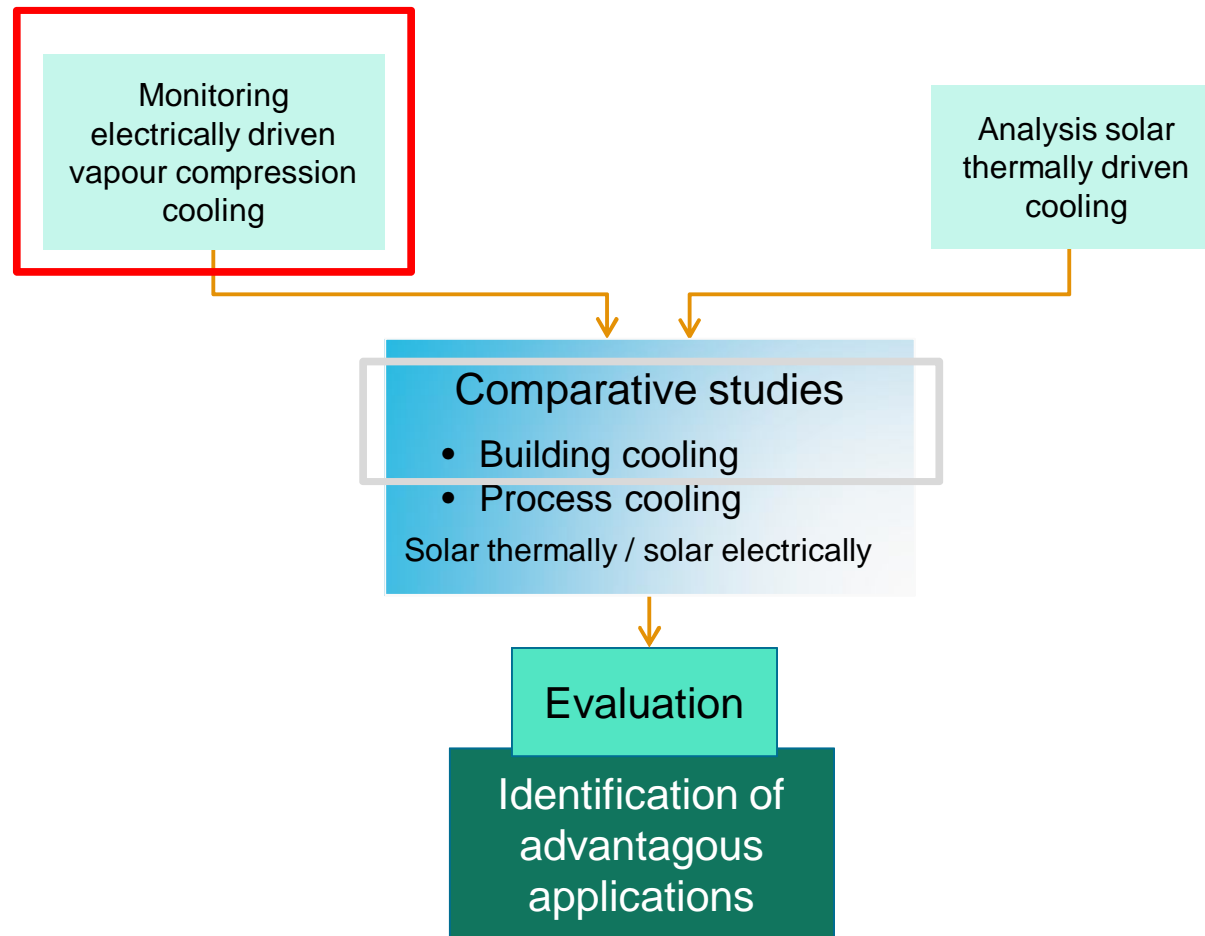 Monitoring
electrically driven
vapour compression
cooling
Analysis solar
thermally driven
cooling
Comparative studies
• Building cooling
• Process cooling
Solar thermally / solar electrically
Evaluation
Identification of
advantagous
applications